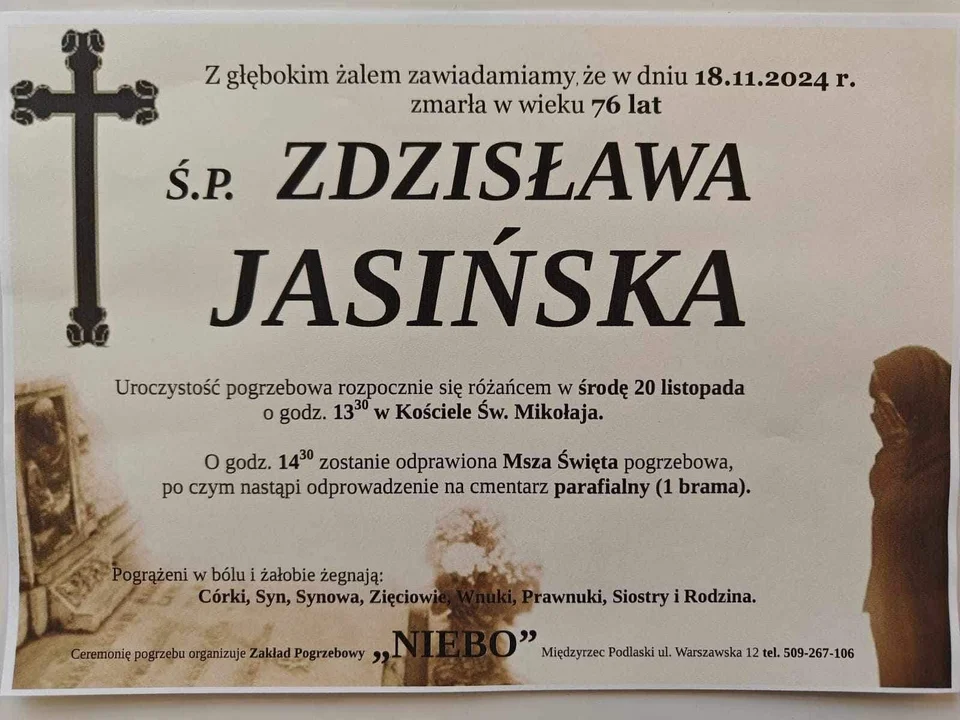 Z głębokim żalem zawiadamiamy, że w dniu 18.11.2024 r.
zmarła w wieku 76 lat
Ś.P. ZDZISŁAWA
JASIŃSKA
Uroczystość pogrzebowa rozpocznie się różańcem w środę 20 listopada
o godz. 13³⁰ w Kościele Św. Mikołaja.
O godz. 14³⁰ zostanie odprawiona Msza Święta pogrzebowa,
po czym nastąpi odprowadzenie na cmentarz parafialny (1 brama).
Pogrążeni w bólu i żałobie żegnają:
Córki, Syn, Synowa, Zięciowie, Wnuki, Prawnuki, Siostry i Rodzina.
Ceremonię pogrzebu organizuje Zakład Pogrzebowy „NIEBO” Międzyrzec Podlaski ul. Warszawska 12 tel. 509-267-106